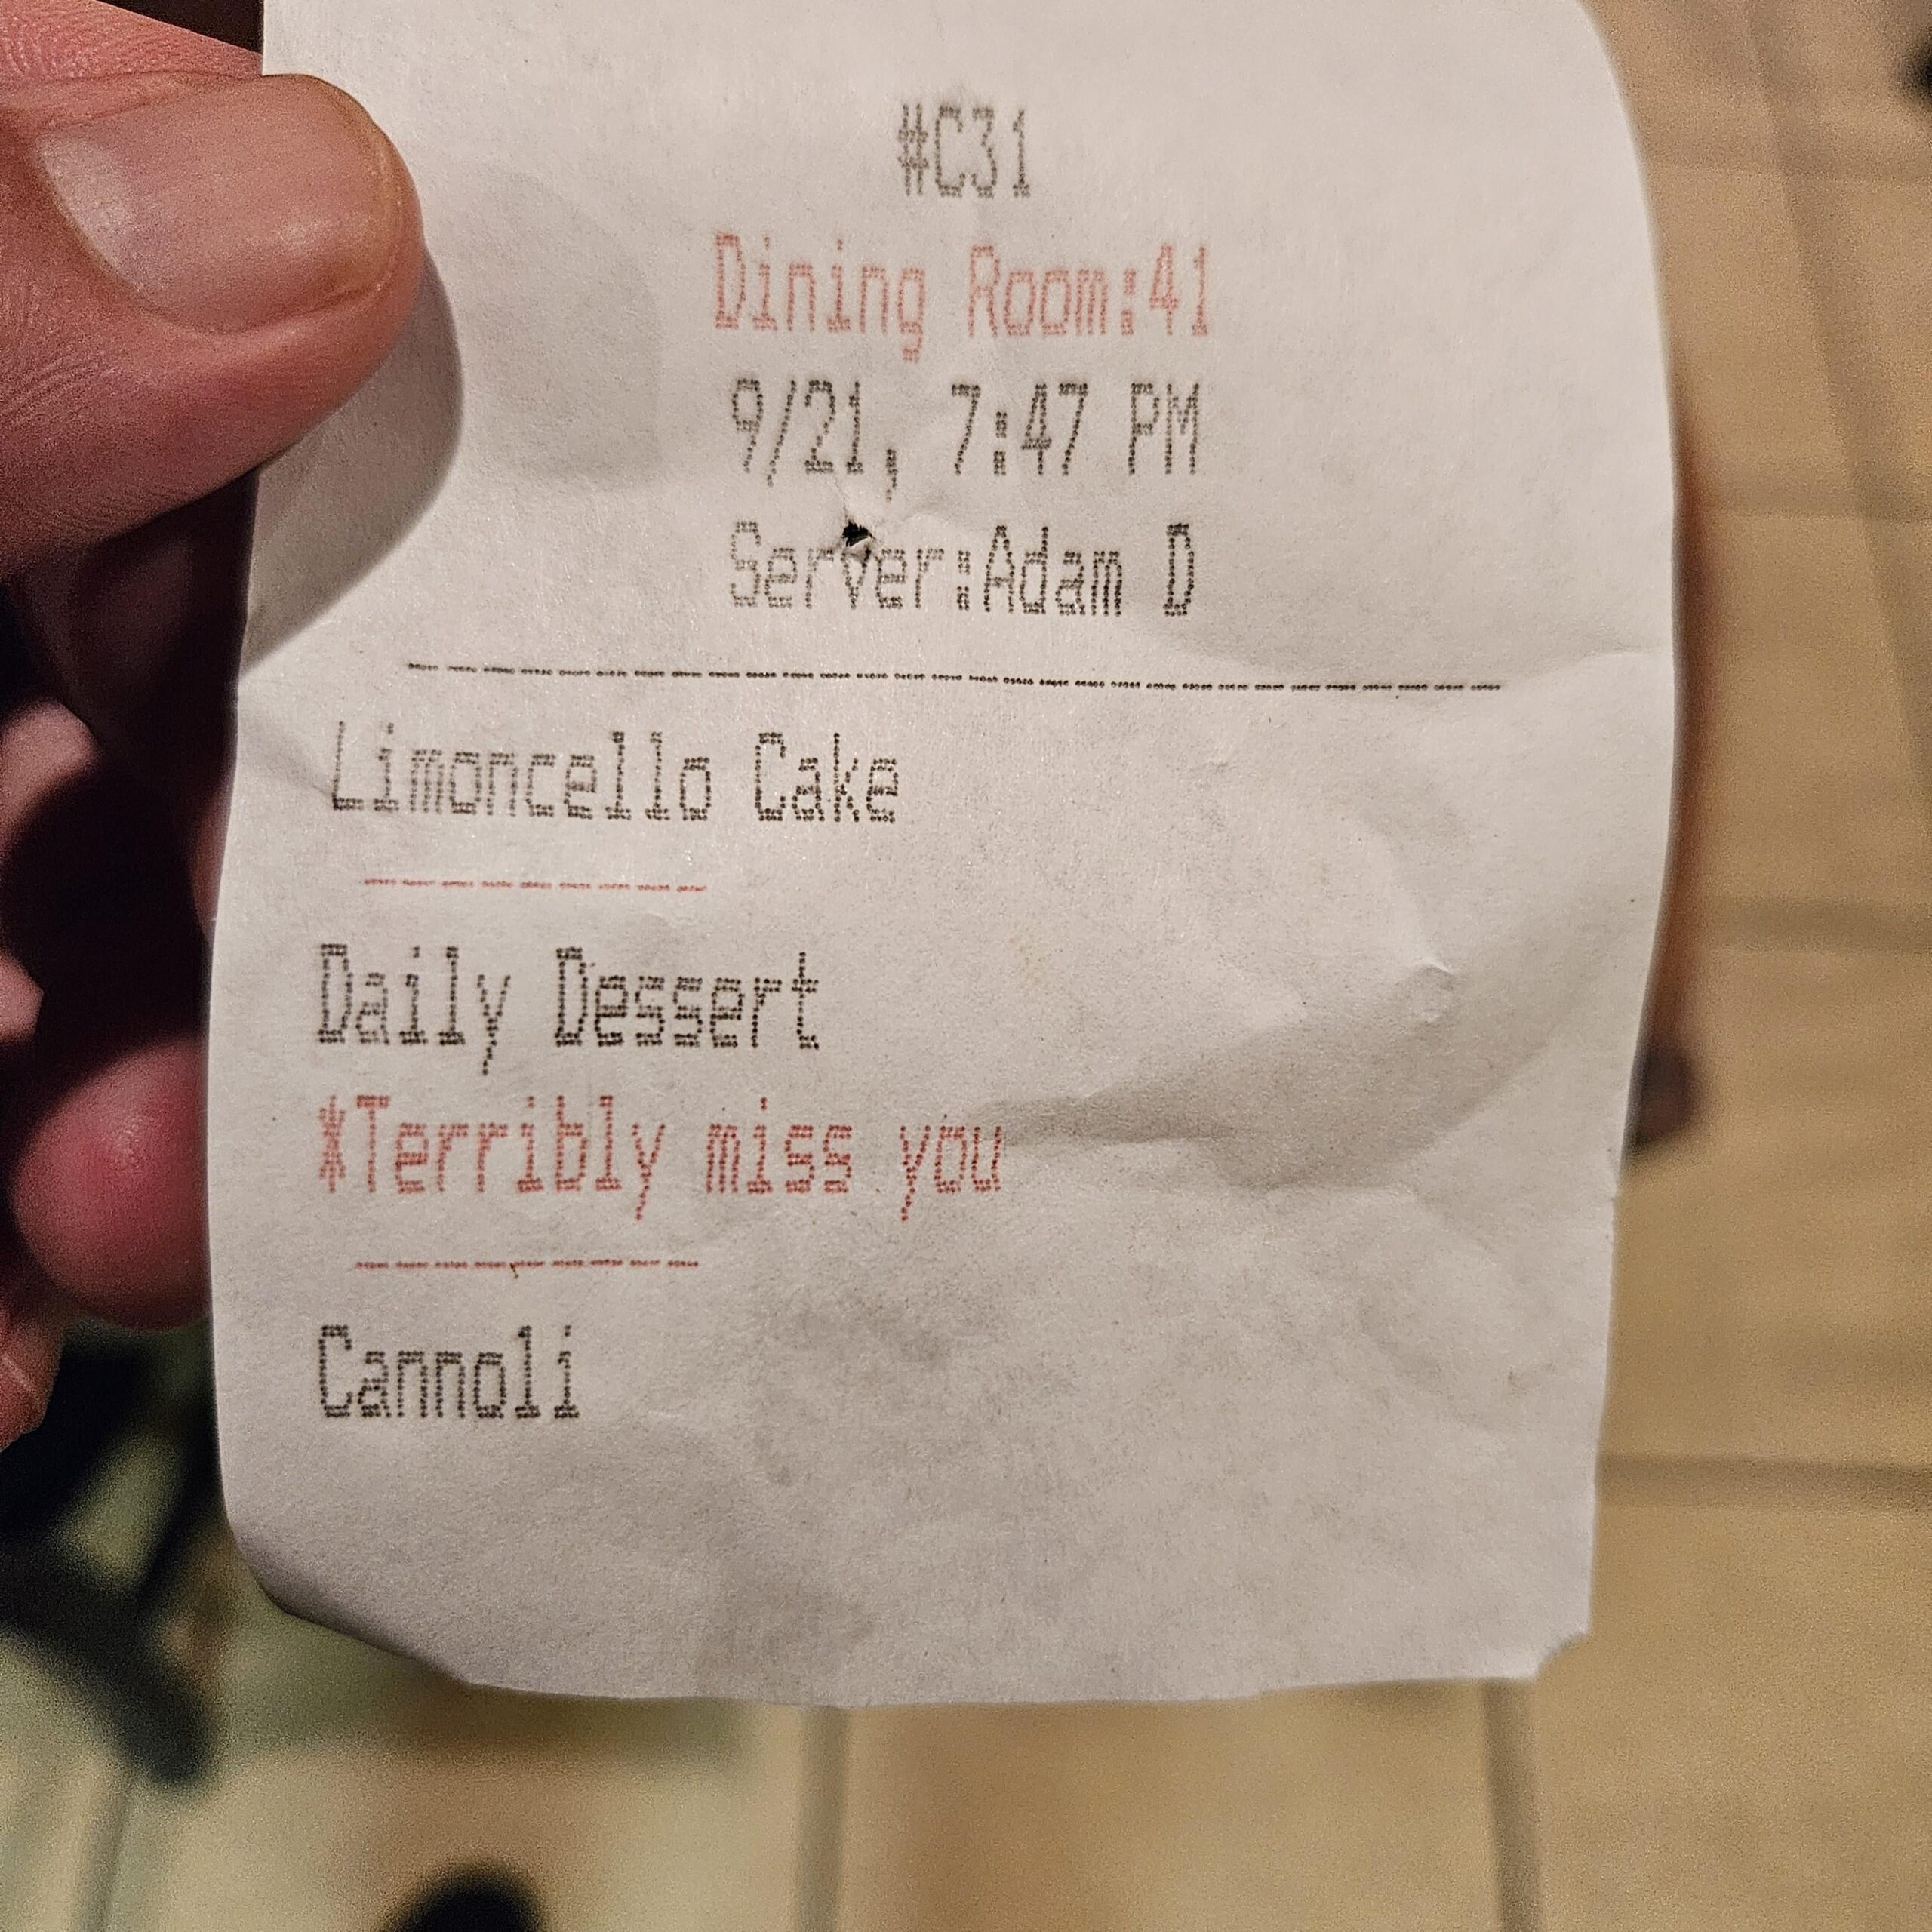 #C31
Dining Room:41
9/21, 7:47 PM
Server:Adam D
Limoncello Cake
Daily Dessert
*Terribly miss you
Cannoli